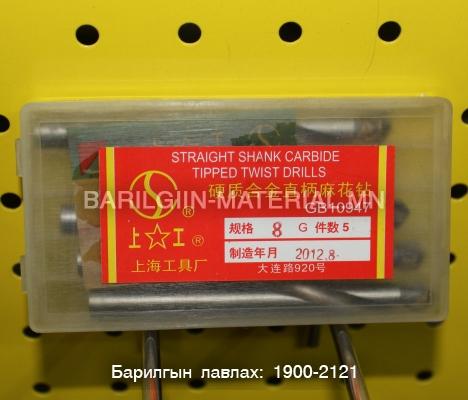 STRAIGHT SHANK CARBIDE
TIPPED TWIST DRILLS
硬质合金直柄麻花钻
BARILGIIN-MATERIAL.MN
GB10947
®
上☆工®
上海工具厂
规格 8 G 件数 5
制造年月 2012.8
大连路920号
Барилгын лавлах: 1900-2121